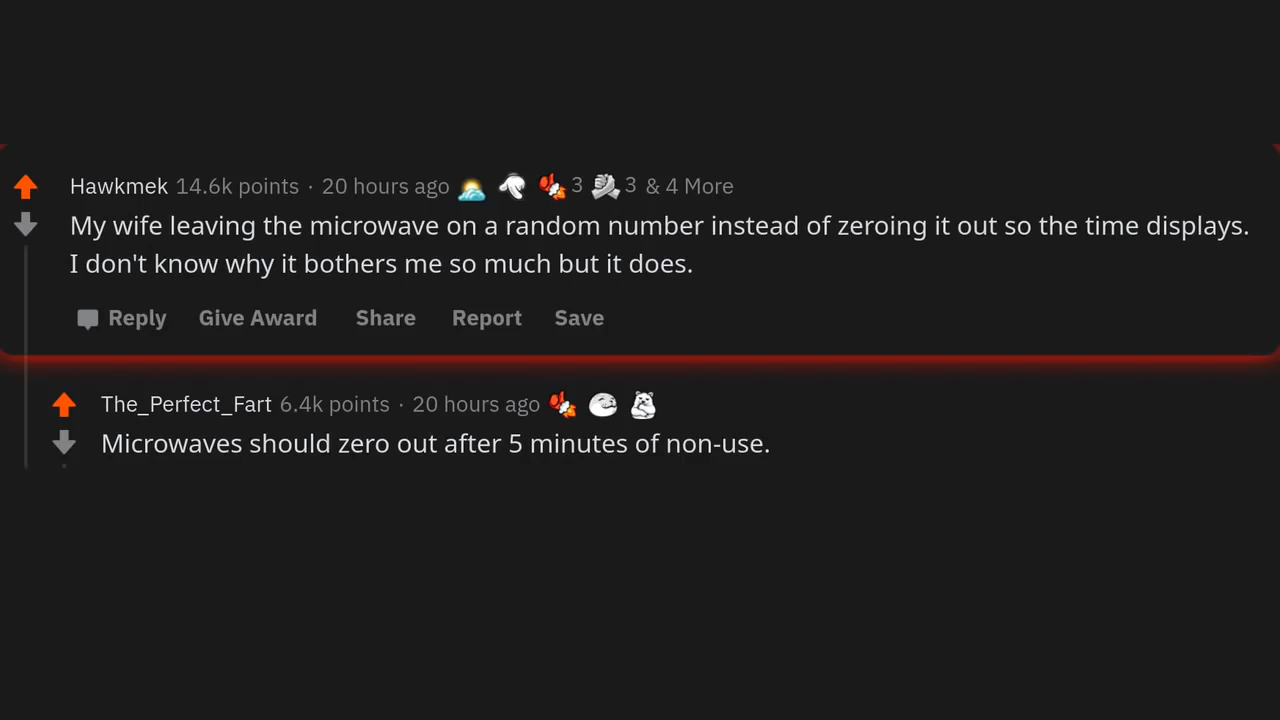 Hawkmek 14.6k points · 20 hours ago 3 3 & 4 More
My wife leaving the microwave on a random number instead of zeroing it out so the time displays.
I don't know why it bothers me so much but it does.
Reply Give Award Share Report Save
The_Perfect_Fart 6.4k points · 20 hours ago
Microwaves should zero out after 5 minutes of non-use.